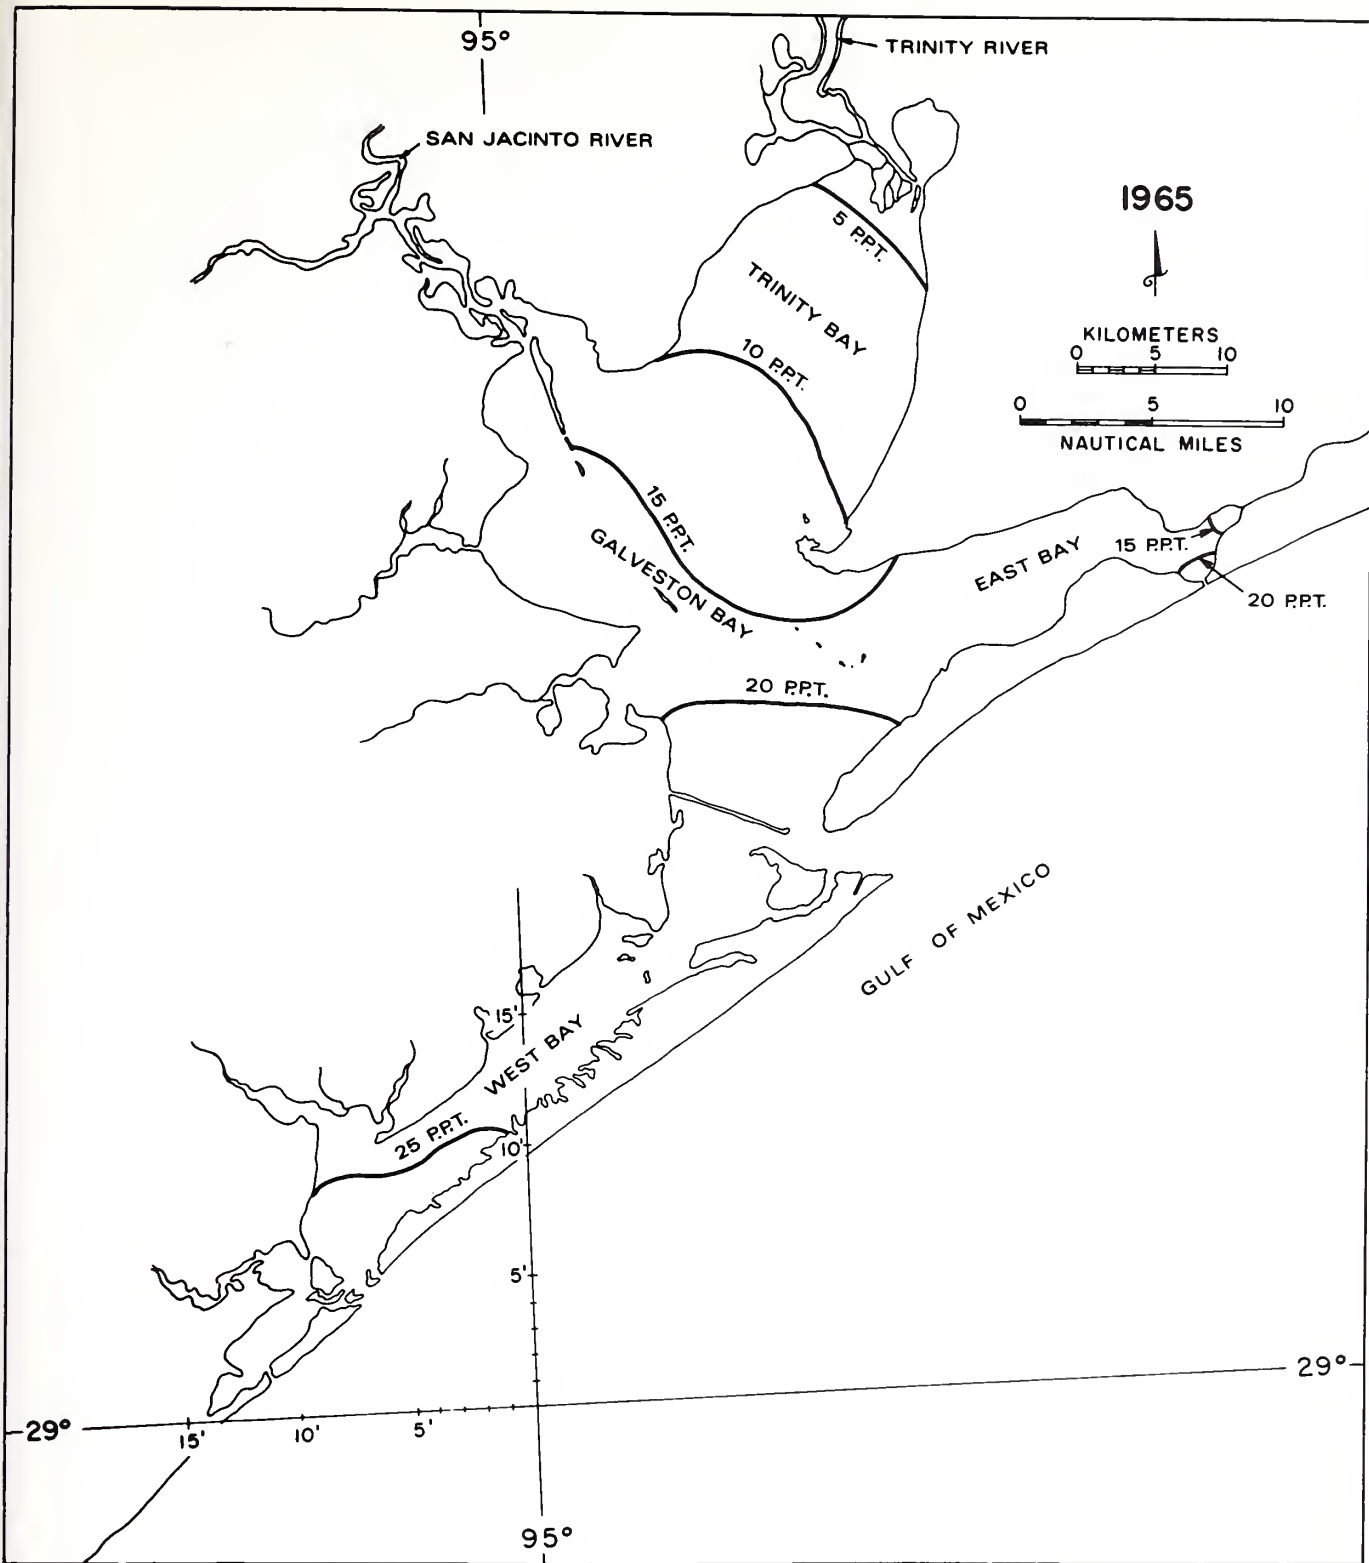 95°
TRINITY RIVER
SAN JACINTO RIVER
1965
5 P.P.T.
TRINITY BAY
KILOMETERS
0 5 10
10 P.P.T.
0 5 10
NAUTICAL MILES
15 P.P.T.
GALVESTON BAY
EAST BAY
15 P.P.T.
20 P.P.T.
20 P.P.T.
GULF OF MEXICO
15'
WEST BAY
25 P.P.T.
10'
5'
29°
29°
15' 10' 5'
95°